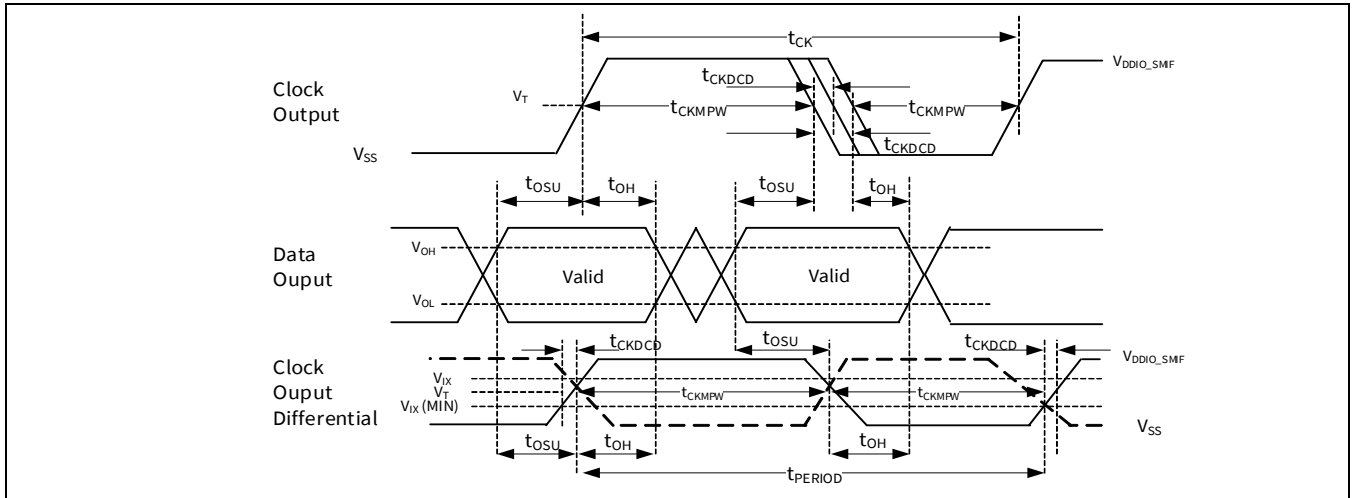 tCK
VDDIO_SMIF
Clock
Output
tCKDCD
VT
tCKMPW
tCKMPW
VSS
tCKDCD
tOSU
tOH
tOSU
tOH
Data
Ouput
VOH
Valid
Valid
VOL
tCKDCD
tOSU
tCKDCD
VDDIO_SMIF
Clock
Ouput
Differential
VIX
VT
VIX (MIN)
tCKMPW
tCKMPW
VSS
tOSU
tOH
tOH
tPERIOD